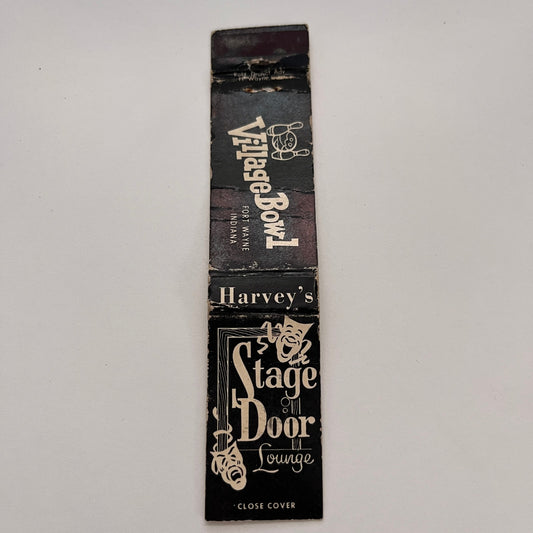 Village Bowl
FORT WAYNE
INDIANA
Harvey's
Stage
Door
Lounge
CLOSE COVER